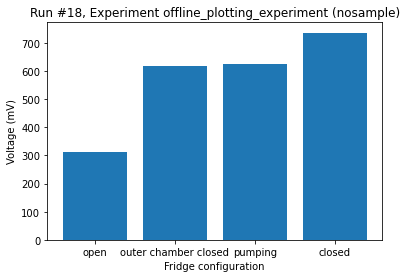 Run #18, Experiment offline_plotting_experiment (nosample)
700
600
500
400
300
200
100
0
Voltage (mV)
open outer chamber closed pumping closed
Fridge configuration